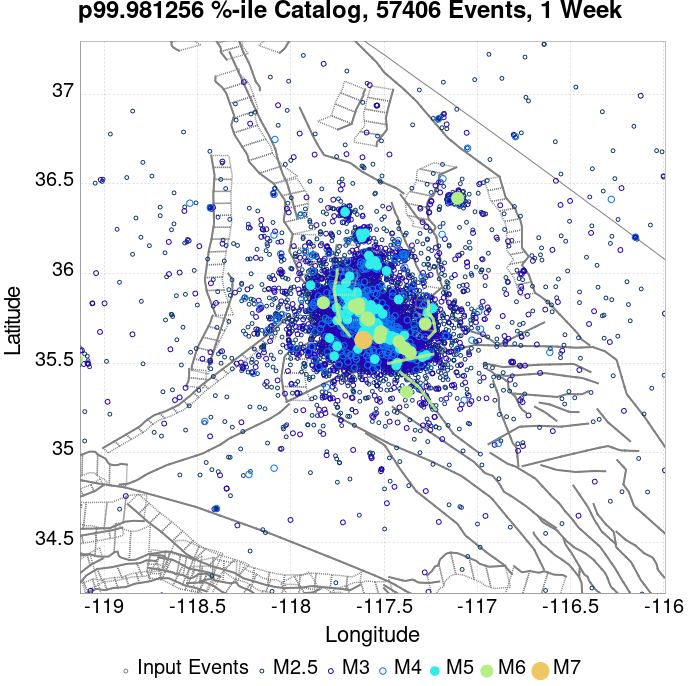 p99.981256 %-ile Catalog, 57406 Events, 1 Week
37
36.5
36
35.5
35
34.5
Latitude
-119 -118.5 -118 -117.5 -117 -116.5 -116
Longitude
Input Events M2.5 M3 M4 M5 M6 M7